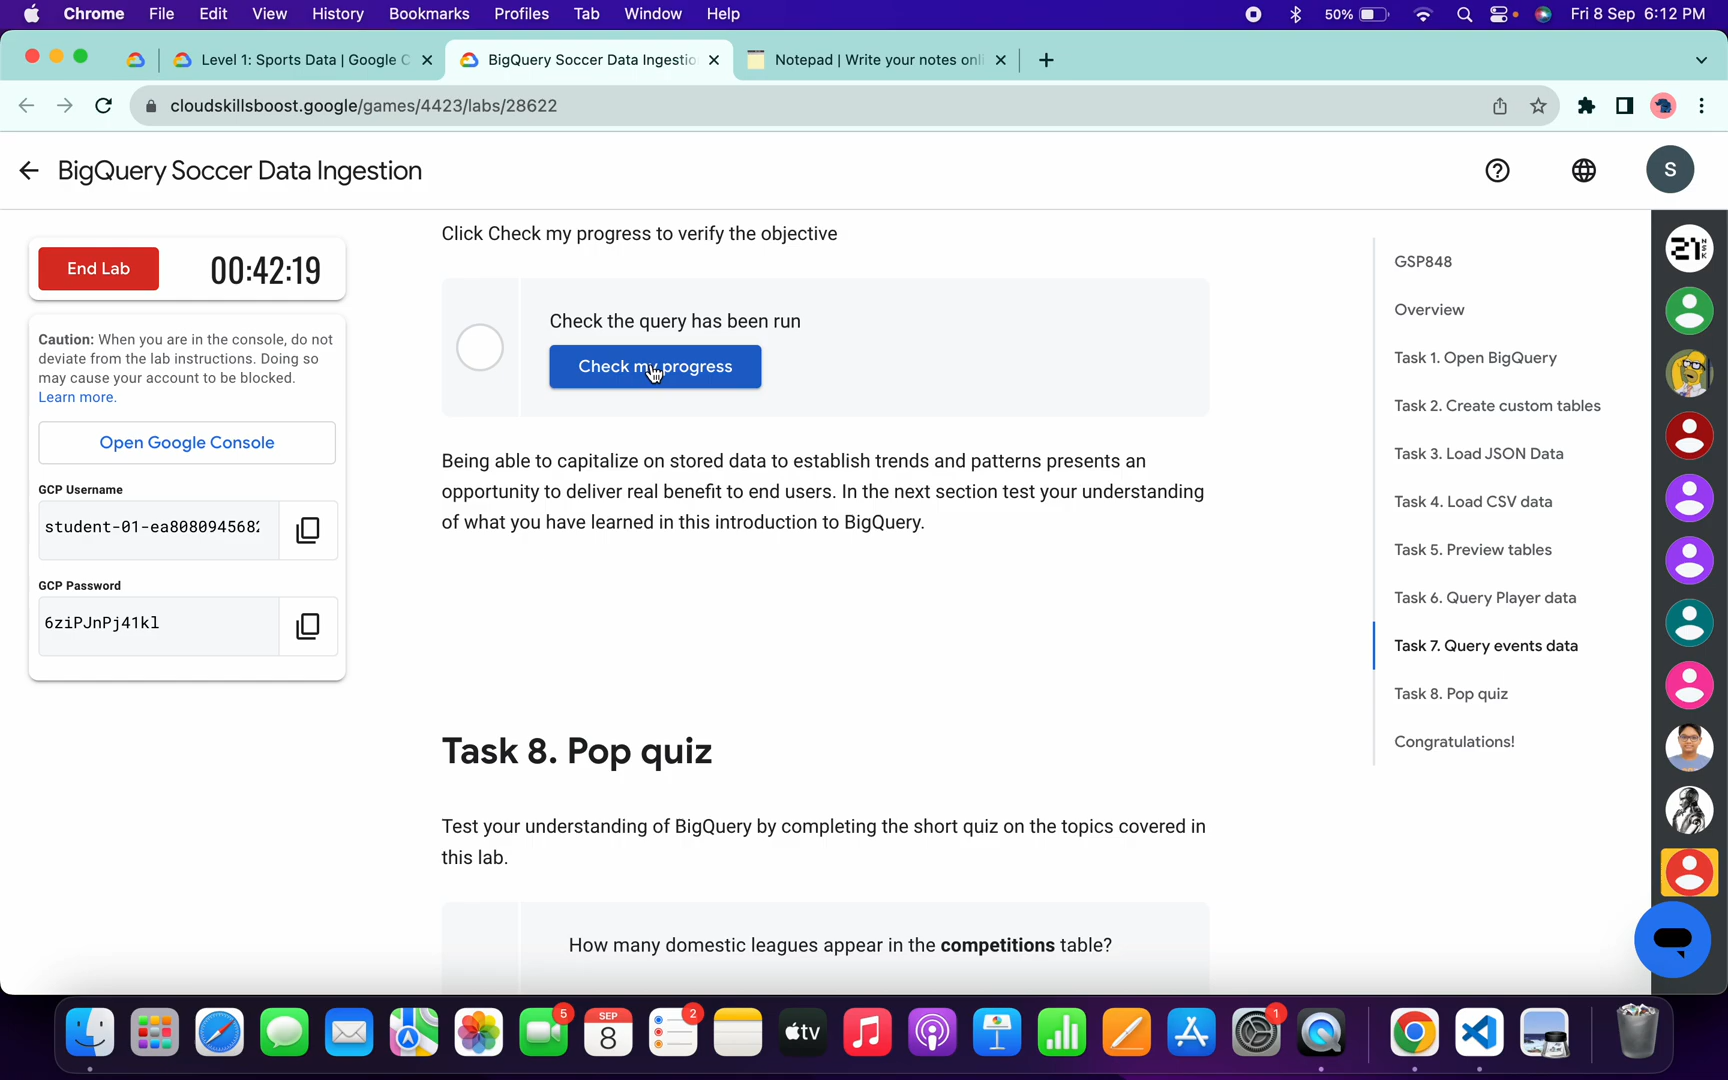 Chrome File Edit View History Bookmarks Profiles Tab Window Help 50% Fri 8 Sep 6:12 PM
Level 1: Sports Data | Google C
BigQuery Soccer Data Ingestio
Notepad | Write your notes onli
cloudskillsboost.google/games/4423/labs/28622
BigQuery Soccer Data Ingestion
S
End Lab
00:42:19
Caution: When you are in the console, do not
deviate from the lab instructions. Doing so
may cause your account to be blocked.
Learn more.
Open Google Console
GCP Username
student-01-ea808094568
GCP Password
6ziPJnPj41kl
Click Check my progress to verify the objective
Check the query has been run
Check my progress
Being able to capitalize on stored data to establish trends and patterns presents an
opportunity to deliver real benefit to end users. In the next section test your understanding
of what you have learned in this introduction to BigQuery.
Task 8. Pop quiz
Test your understanding of BigQuery by completing the short quiz on the topics covered in
this lab.
How many domestic leagues appear in the competitions table?
GSP848
Overview
Task 1. Open BigQuery
Task 2. Create custom tables
Task 3. Load JSON Data
Task 4. Load CSV data
Task 5. Preview tables
Task 6. Query Player data
Task 7. Query events data
Task 8. Pop quiz
Congratulations!
21
5
SEP
8
2
tv
1